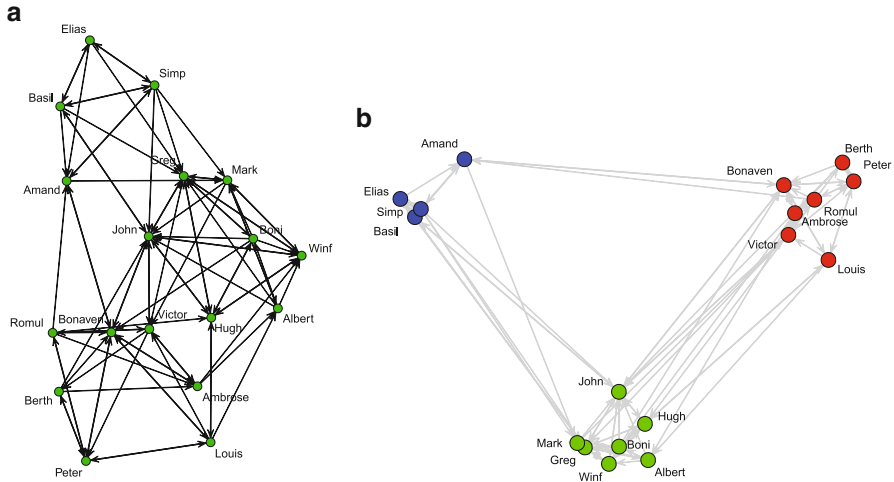 a
Elias
Simp
Basil
Greg
Mark
Amand
John
Boni
Winf
Romul
Bonaven
Victor
Hugh
Albert
Berth
Ambrose
Louis
Peter
b
Amand
Berth
Bonaven
Peter
Elias
Simp
Romul
Ambrose
Basil
Victor
Louis
John
Hugh
Mark
Boni
Greg
Albert
Winf